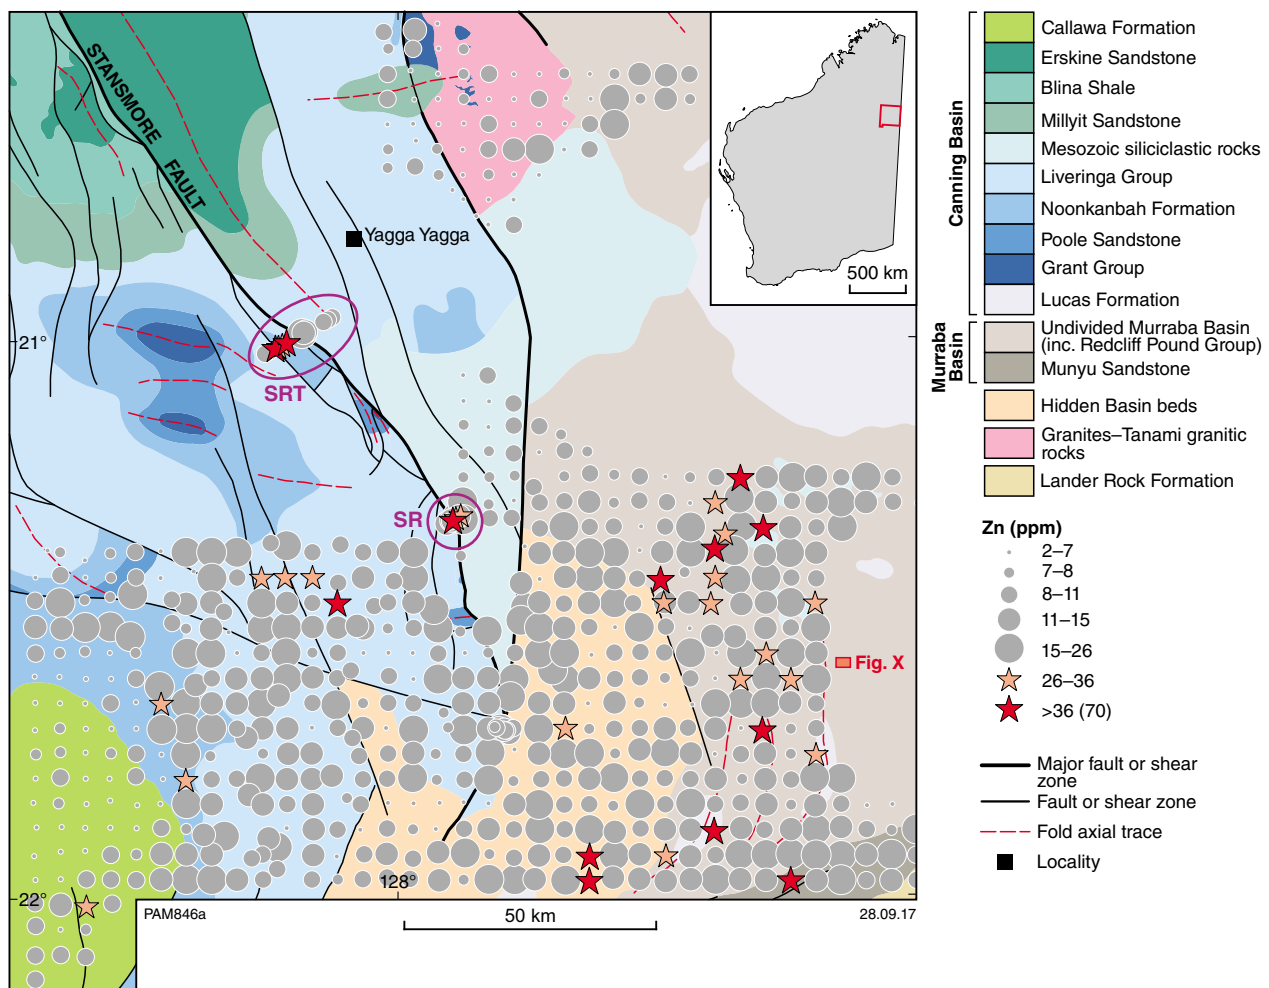 STANSMORE FAULT
Yagga Yagga
SRT
SR
Fig. X
21°
22°
128°
500 km
PAM846a
50 km
28.09.17
Canning Basin
Callawa Formation
Erskine Sandstone
Blina Shale
Millyit Sandstone
Mesozoic siliciclastic rocks
Liveringa Group
Noonkanbah Formation
Poole Sandstone
Grant Group
Lucas Formation
Murraba
Basin
Undivided Murraba Basin
(inc. Redcliff Pound Group)
Munyu Sandstone
Hidden Basin beds
Granites–Tanami granitic
rocks
Lander Rock Formation
Zn (ppm)
2–7
7–8
8–11
11–15
15–26
26–36
>36 (70)
Major fault or shear
zone
Fault or shear zone
Fold axial trace
Locality